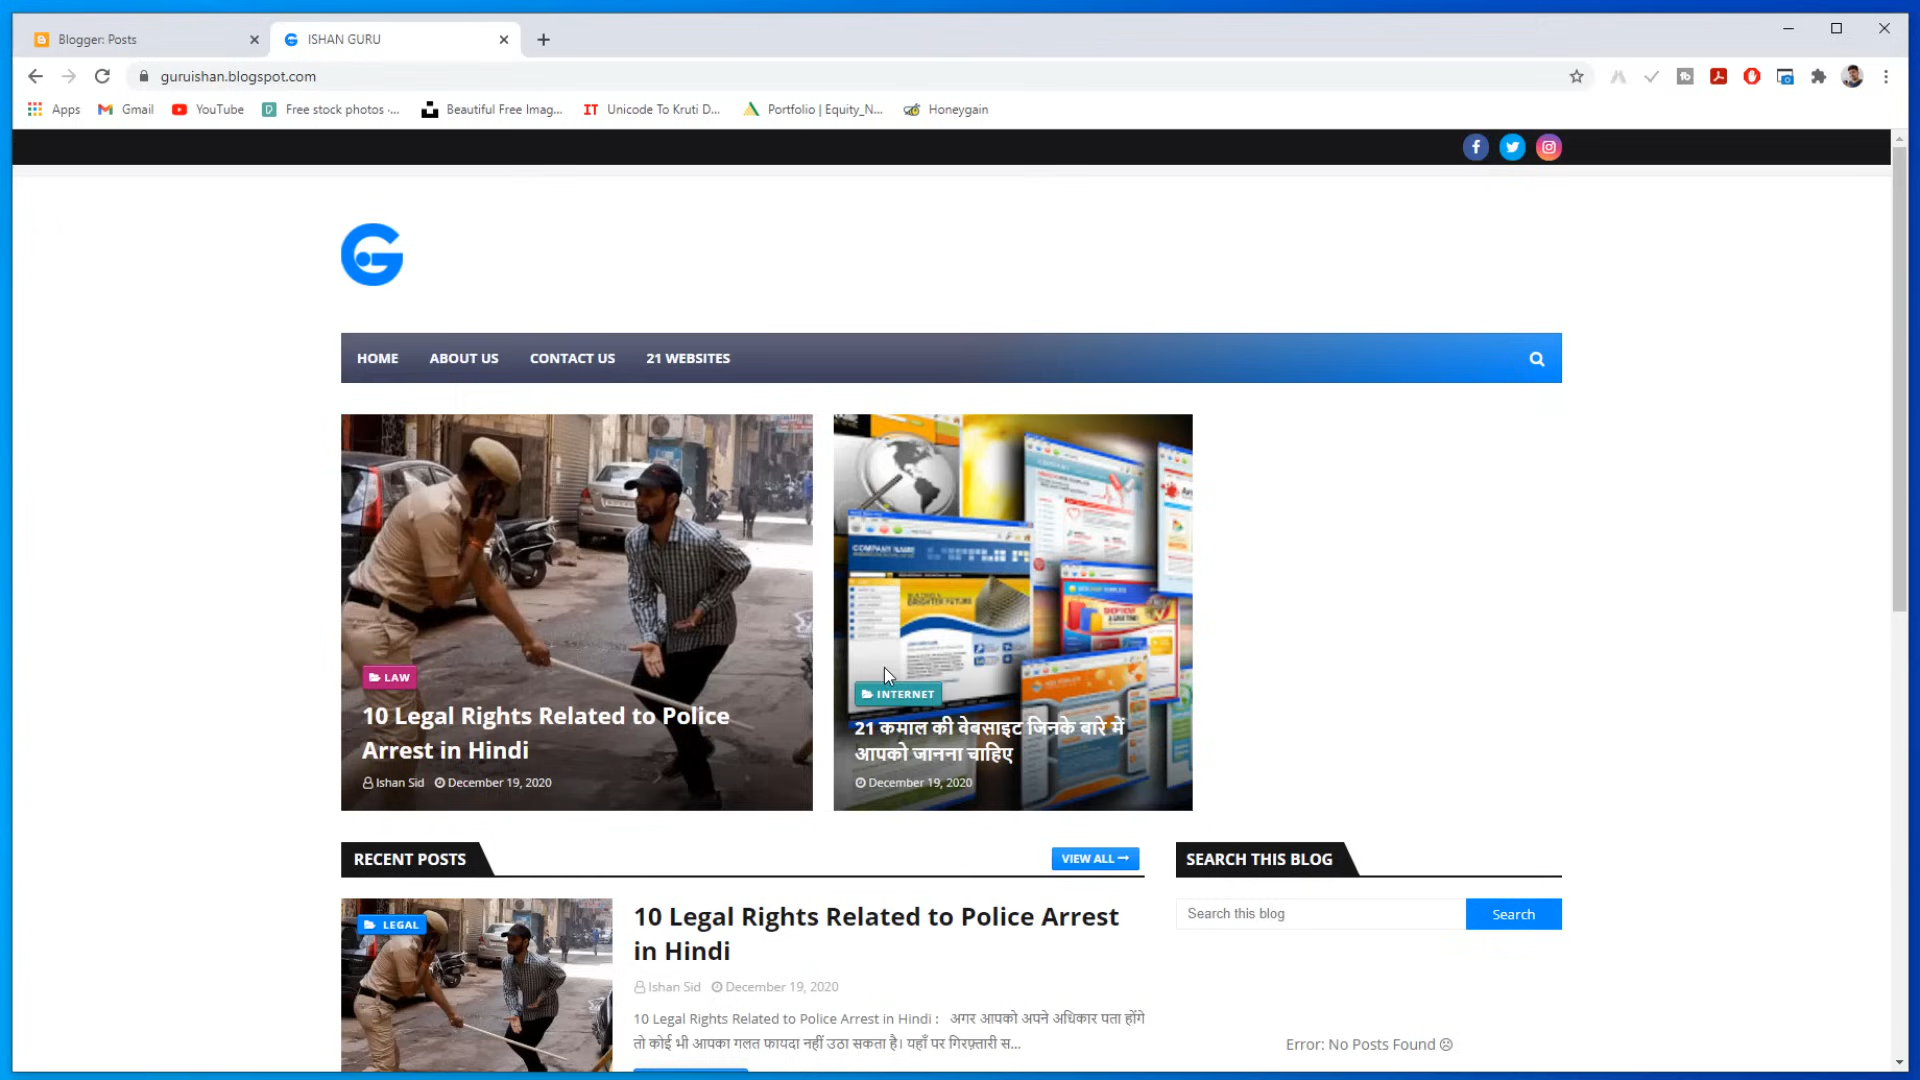 Blogger: Posts
ISHAN GURU
guruishan.blogspot.com
Apps
Gmail
YouTube
Free stock photos ·...
Beautiful Free Imag...
IT
Unicode To Kruti D...
Portfolio | Equity_N...
Honeygain
HOME
ABOUT US
CONTACT US
21 WEBSITES
LAW
10 Legal Rights Related to Police
Arrest in Hindi
Ishan Sid
December 19, 2020
COMPANY NAME
BRIGHTER FUTURE
INTERNET
21 कमाल की वेबसाइट जिनके बारे में
आपको जानना चाहिए
December 19, 2020
RECENT POSTS
VIEW ALL
SEARCH THIS BLOG
LEGAL
10 Legal Rights Related to Police Arrest
in Hindi
Ishan Sid
December 19, 2020
10 Legal Rights Related to Police Arrest in Hindi : अगर आपको अपने अधिकार पता होंगे
तो कोई भी आपका गलत फायदा नहीं उठा सकता है। यहाँ पर गिरफ़्तारी स...
Search this blog
Search
Error: No Posts Found